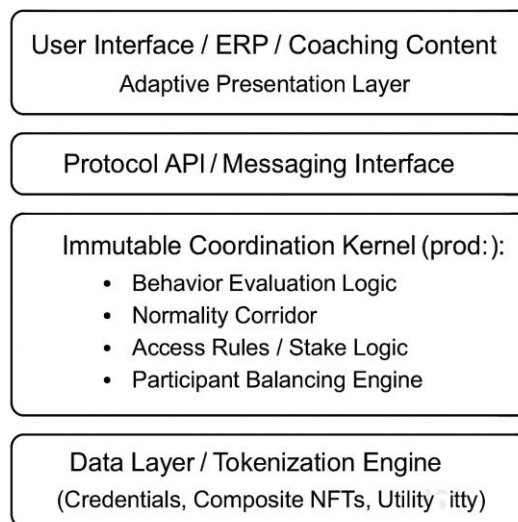 User Interface / ERP / Coaching Content
Adaptive Presentation Layer
Protocol API / Messaging Interface
Immutable Coordination Kernel (prod:):
• Behavior Evaluation Logic
• Normality Corridor
• Access Rules / Stake Logic
• Participant Balancing Engine
Data Layer / Tokenization Engine
(Credentials, Composite NFTs, Utility itty)